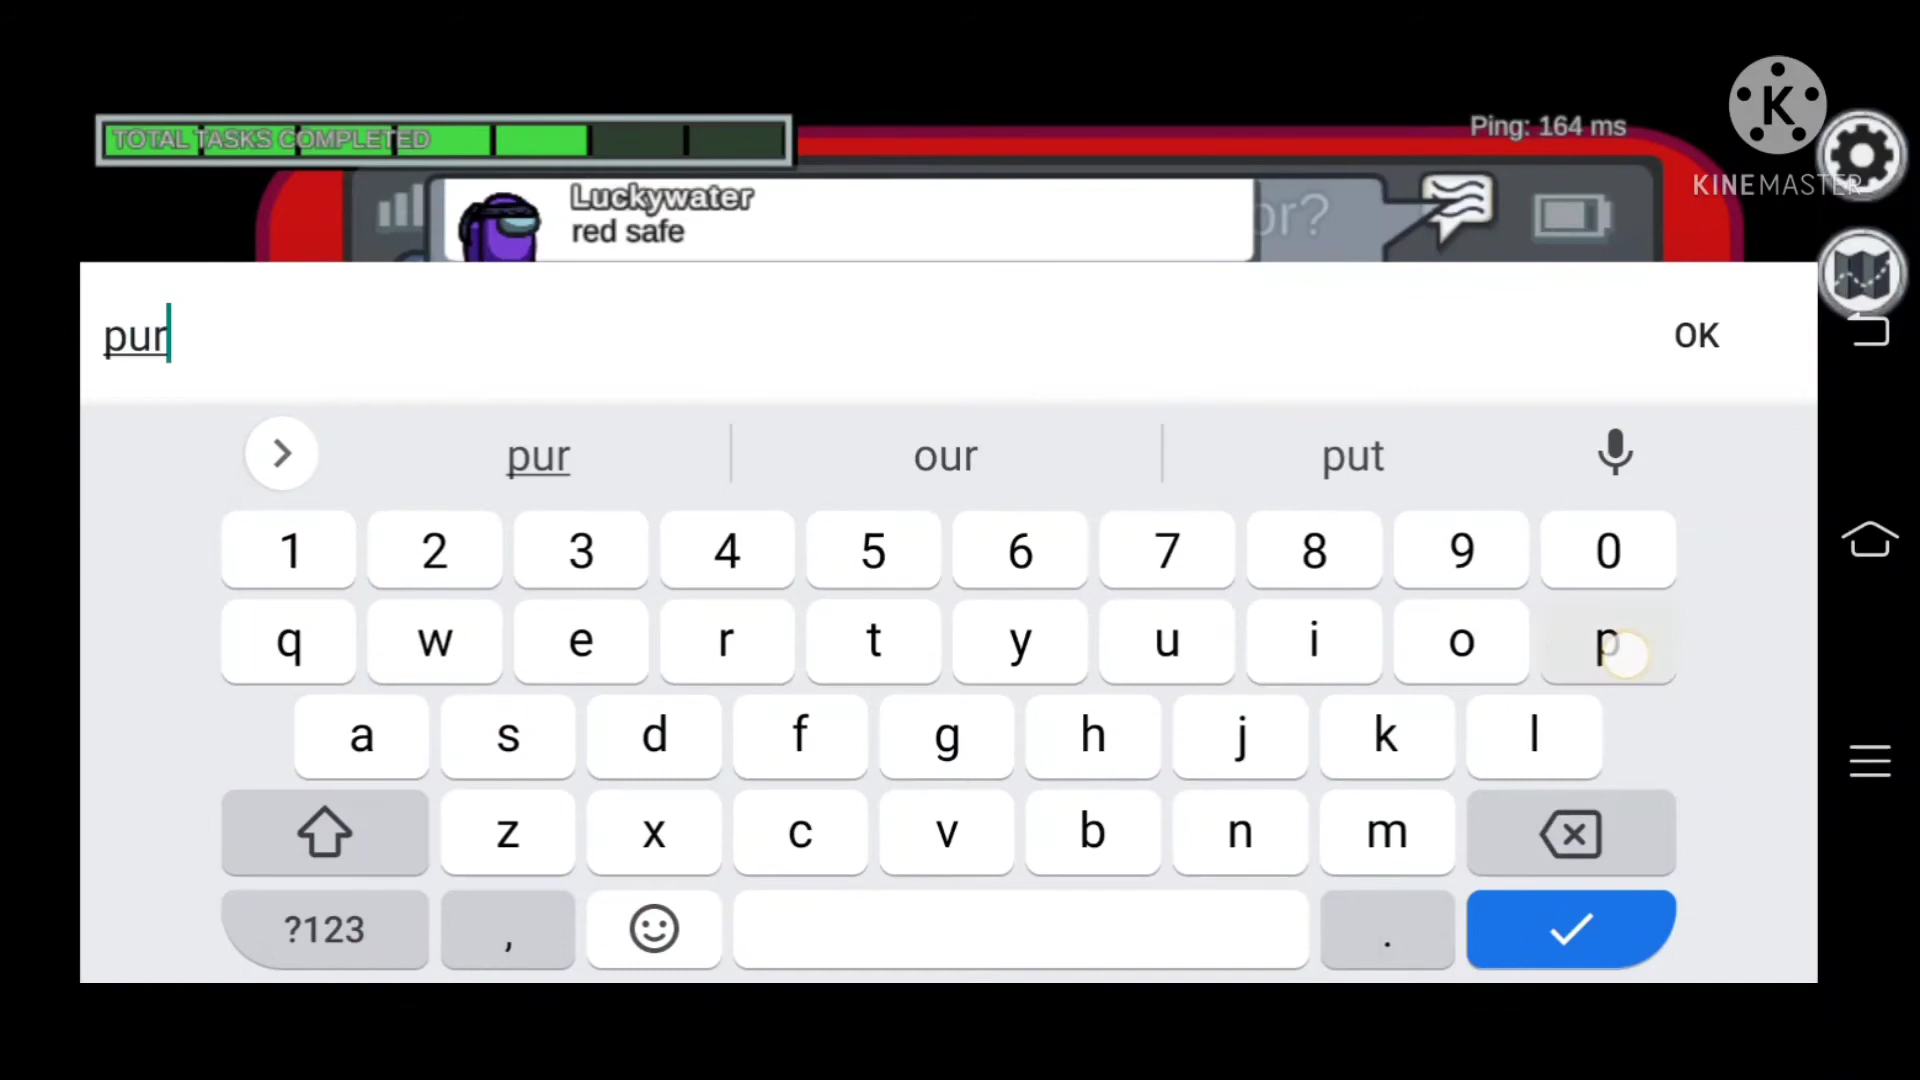 TOTAL TASKS COMPLETED
Ping: 164 ms
K
KINEMASTER
Luckywater
red safe
or?
pur
OK
pur our put
1 2 3 4 5 6 7 8 9 0
q w e r t y u i o p
a s d f g h j k l
z x c v b n m
?123 , .